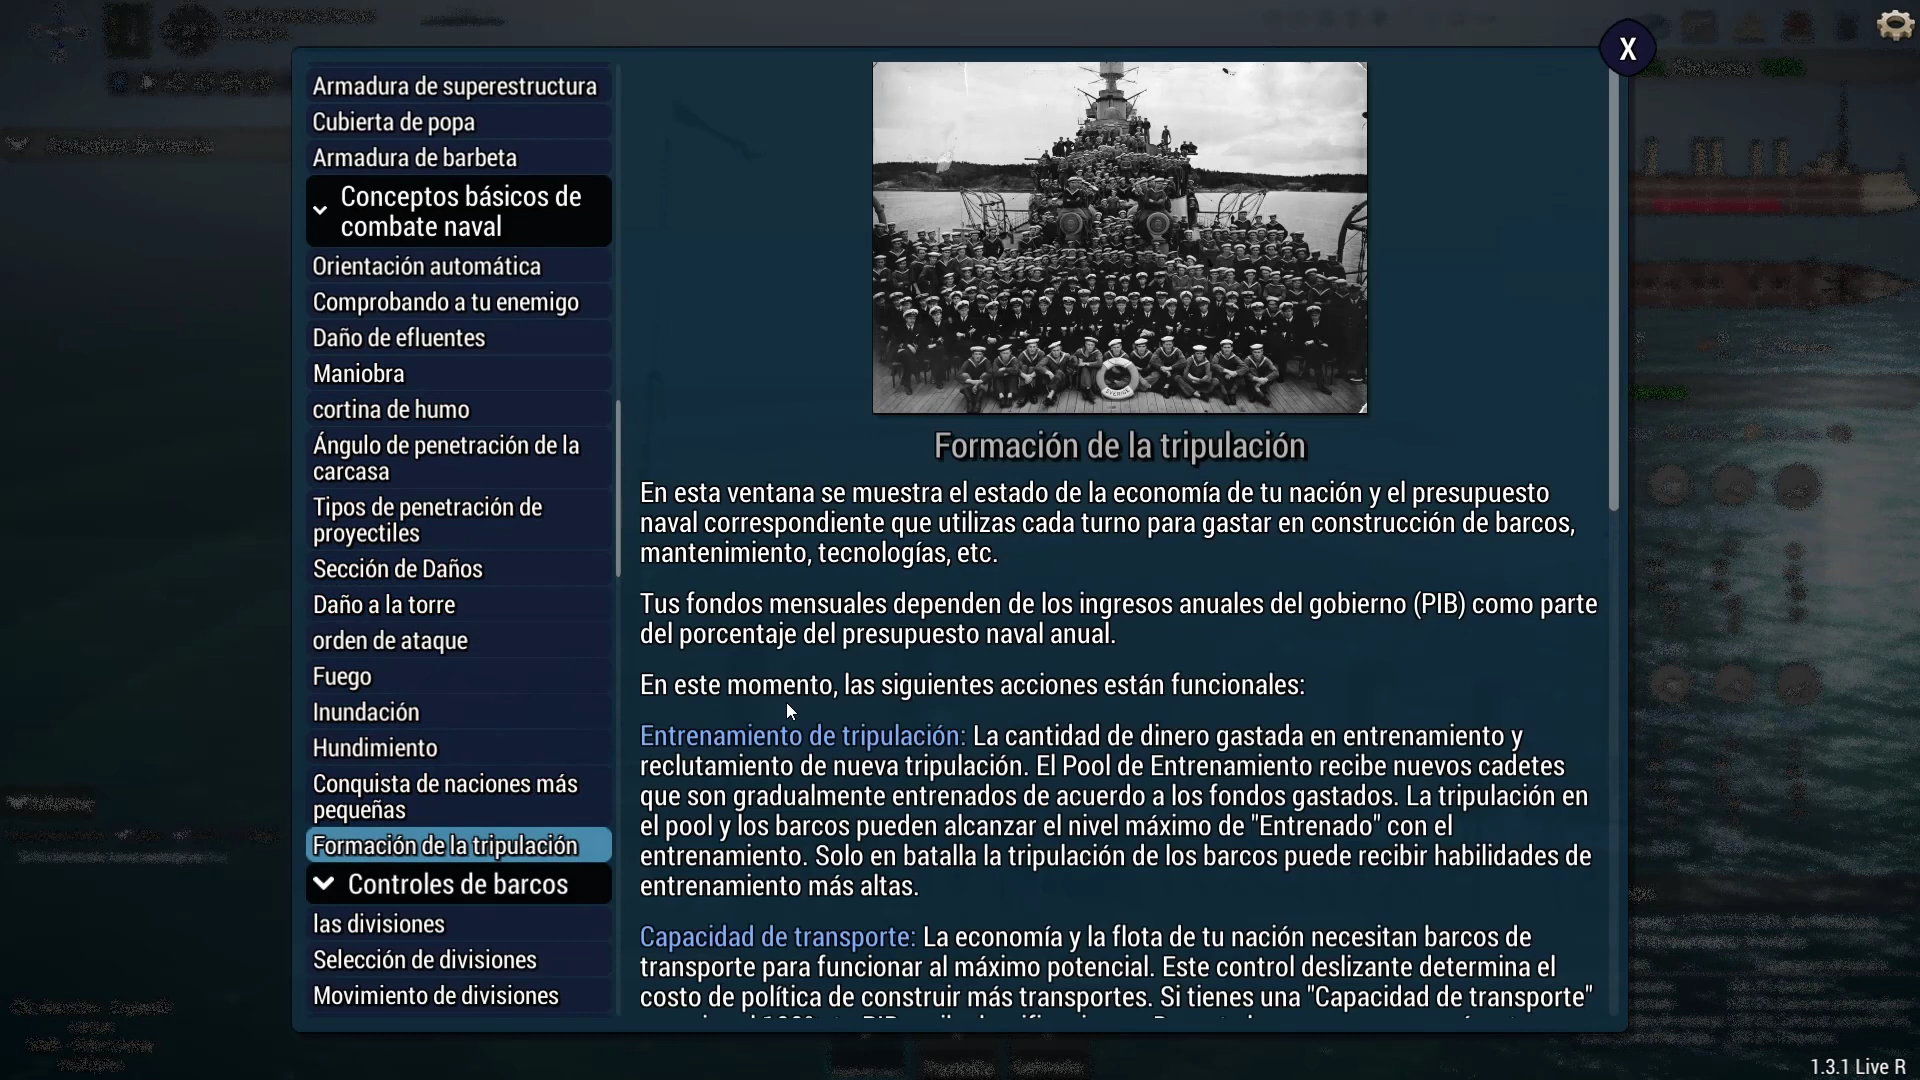 Armadura de superestructura
Cubierta de popa
Armadura de barbeta
Conceptos básicos de
combate naval
Orientación automática
Comprobando a tu enemigo
Daño de efluentes
Maniobra
cortina de humo
Ángulo de penetración de la
carcasa
Tipos de penetración de
proyectiles
Sección de Daños
Daño a la torre
orden de ataque
Fuego
Inundación
Hundimiento
Conquista de naciones más
pequeñas
Formación de la tripulación
Controles de barcos
las divisiones
Selección de divisiones
Movimiento de divisiones
X
Formación de la tripulación
En esta ventana se muestra el estado de la economía de tu nación y el presupuesto
naval correspondiente que utilizas cada turno para gastar en construcción de barcos,
mantenimiento, tecnologías, etc.
Tus fondos mensuales dependen de los ingresos anuales del gobierno (PIB) como parte
del porcentaje del presupuesto naval anual.
En este momento, las siguientes acciones están funcionales:
Entrenamiento de tripulación: La cantidad de dinero gastada en entrenamiento y
reclutamiento de nueva tripulación. El Pool de Entrenamiento recibe nuevos cadetes
que son gradualmente entrenados de acuerdo a los fondos gastados. La tripulación en
el pool y los barcos pueden alcanzar el nivel máximo de "Entrenado" con el
entrenamiento. Solo en batalla la tripulación de los barcos puede recibir habilidades de
entrenamiento más altas.
Capacidad de transporte: La economía y la flota de tu nación necesitan barcos de
transporte para funcionar al máximo potencial. Este control deslizante determina el
costo de política de construir más transportes. Si tienes una "Capacidad de transporte"
1.3.1 Live R